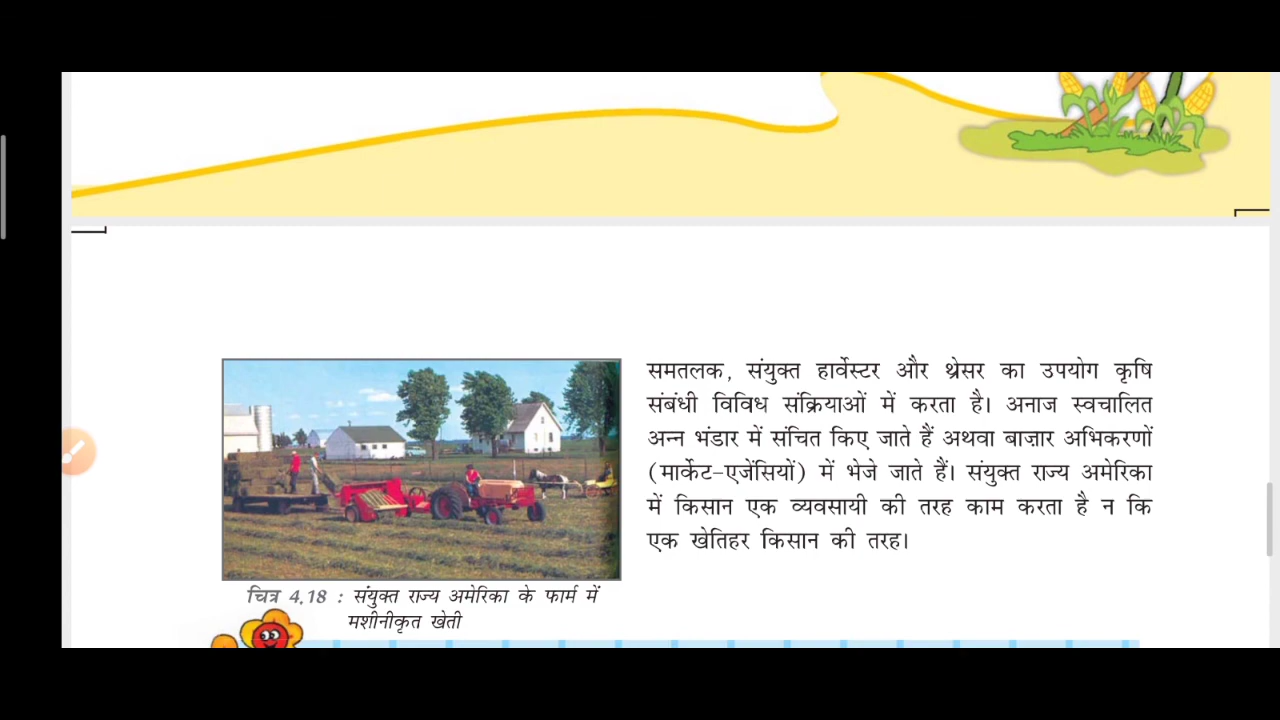 समतलक, संयुक्त हार्वेस्टर और थ्रेसर का उपयोग कृषि
संबंधी विविध संक्रियाओं में करता है। अनाज स्वचालित
अन्न भंडार में संचित किए जाते हैं अथवा बाज़ार अभिकरणों
(मार्केट-एजेंसियों) में भेजे जाते हैं। संयुक्त राज्य अमेरिका
में किसान एक व्यवसायी की तरह काम करता है न कि
एक खेतिहर किसान की तरह।
चित्र 4.18 : संयुक्त राज्य अमेरिका के फार्म में
मशीनीकृत खेती